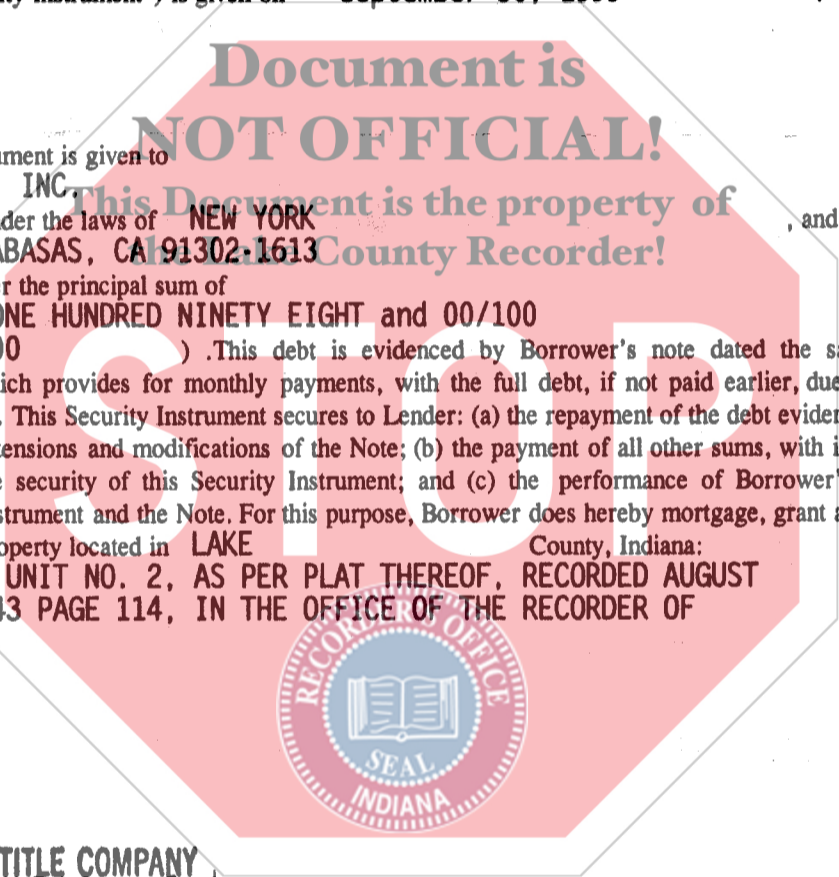 Document is
NOT OFFICIAL!
ument is given to
INC.
This Document is the property of
der the laws of NEW YORK , and
ABASAS, CA 91302-1613
the Lake County Recorder!
r the principal sum of
ONE HUNDRED NINETY EIGHT and 00/100
00 ) .This debt is evidenced by Borrower's note dated the sa
ich provides for monthly payments, with the full debt, if not paid earlier, due
. This Security Instrument secures to Lender: (a) the repayment of the debt eviden
tensions and modifications of the Note; (b) the payment of all other sums, with i
e security of this Security Instrument; and (c) the performance of Borrower'
strument and the Note. For this purpose, Borrower does hereby mortgage, grant a
operty located in LAKE County, Indiana:
STOP
UNIT NO. 2, AS PER PLAT THEREOF, RECORDED AUGUST
43 PAGE 114, IN THE OFFICE OF THE RECORDER OF
RECORDER'S OFFICE
SEAL
INDIANA
TITLE COMPANY